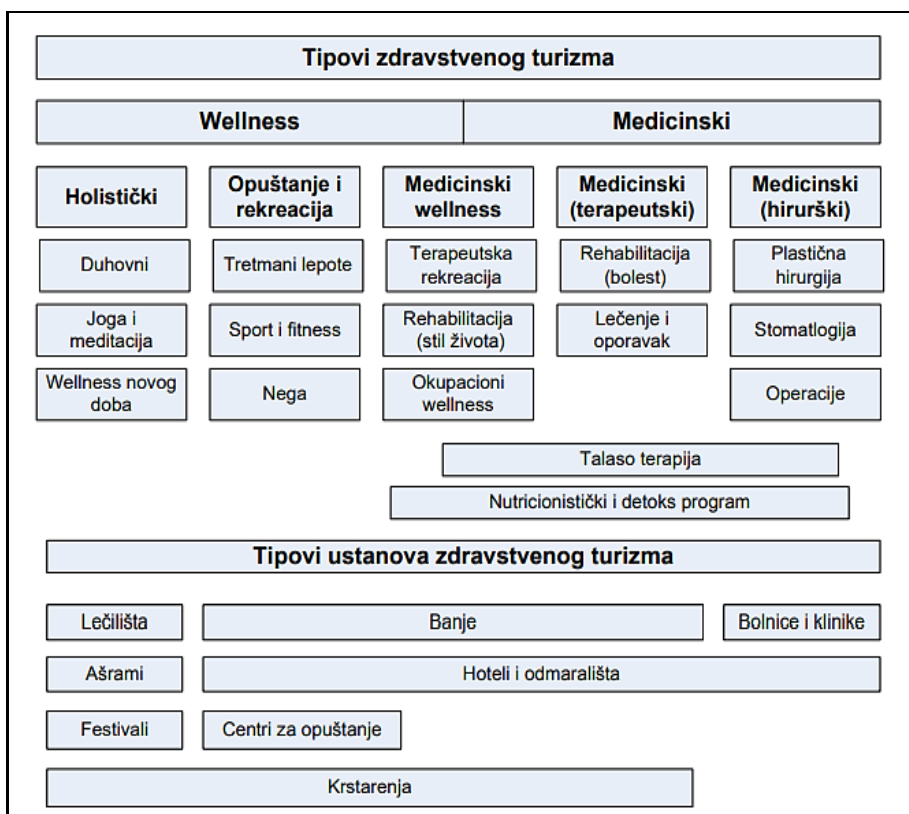 Tipovi zdravstvenog turizma
Wellness
Medicinski
Holistički
Opuštanje i
rekreacija
Medicinski
wellness
Medicinski
(terapeutski)
Medicinski
(hirurški)
Duhovni
Tretmani lepote
Terapeutska
rekreacija
Rehabilitacija
(bolest)
Plastična
hirurgija
Joga i
meditacija
Sport i fitness
Rehabilitacija
(stil života)
Lečenje i
oporavak
Stomatlogija
Wellness novog
doba
Nega
Okupacioni
wellness
Operacije
Talaso terapija
Nutricionistički i detoks program
Tipovi ustanova zdravstvenog turizma
Lečilišta
Banje
Bolnice i klinike
Ašrami
Hoteli i odmarališta
Festivali
Centri za opuštanje
Krstarenja